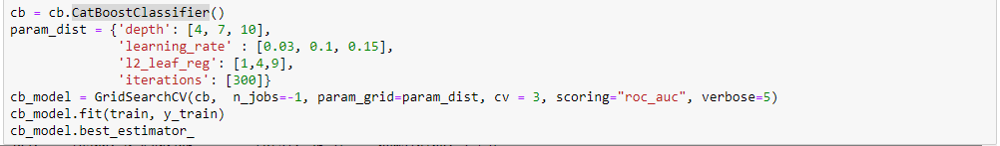 cb = cb.CatBoostClassifier()
param_dist = {'depth': [4, 7, 10],
              'learning_rate' : [0.03, 0.1, 0.15],
              'l2_leaf_reg': [1,4,9],
              'iterations': [300]}
cb_model = GridSearchCV(cb,  n_jobs=-1, param_grid=param_dist, cv = 3, scoring="roc_auc", verbose=5)
cb_model.fit(train, y_train)
cb_model.best_estimator_